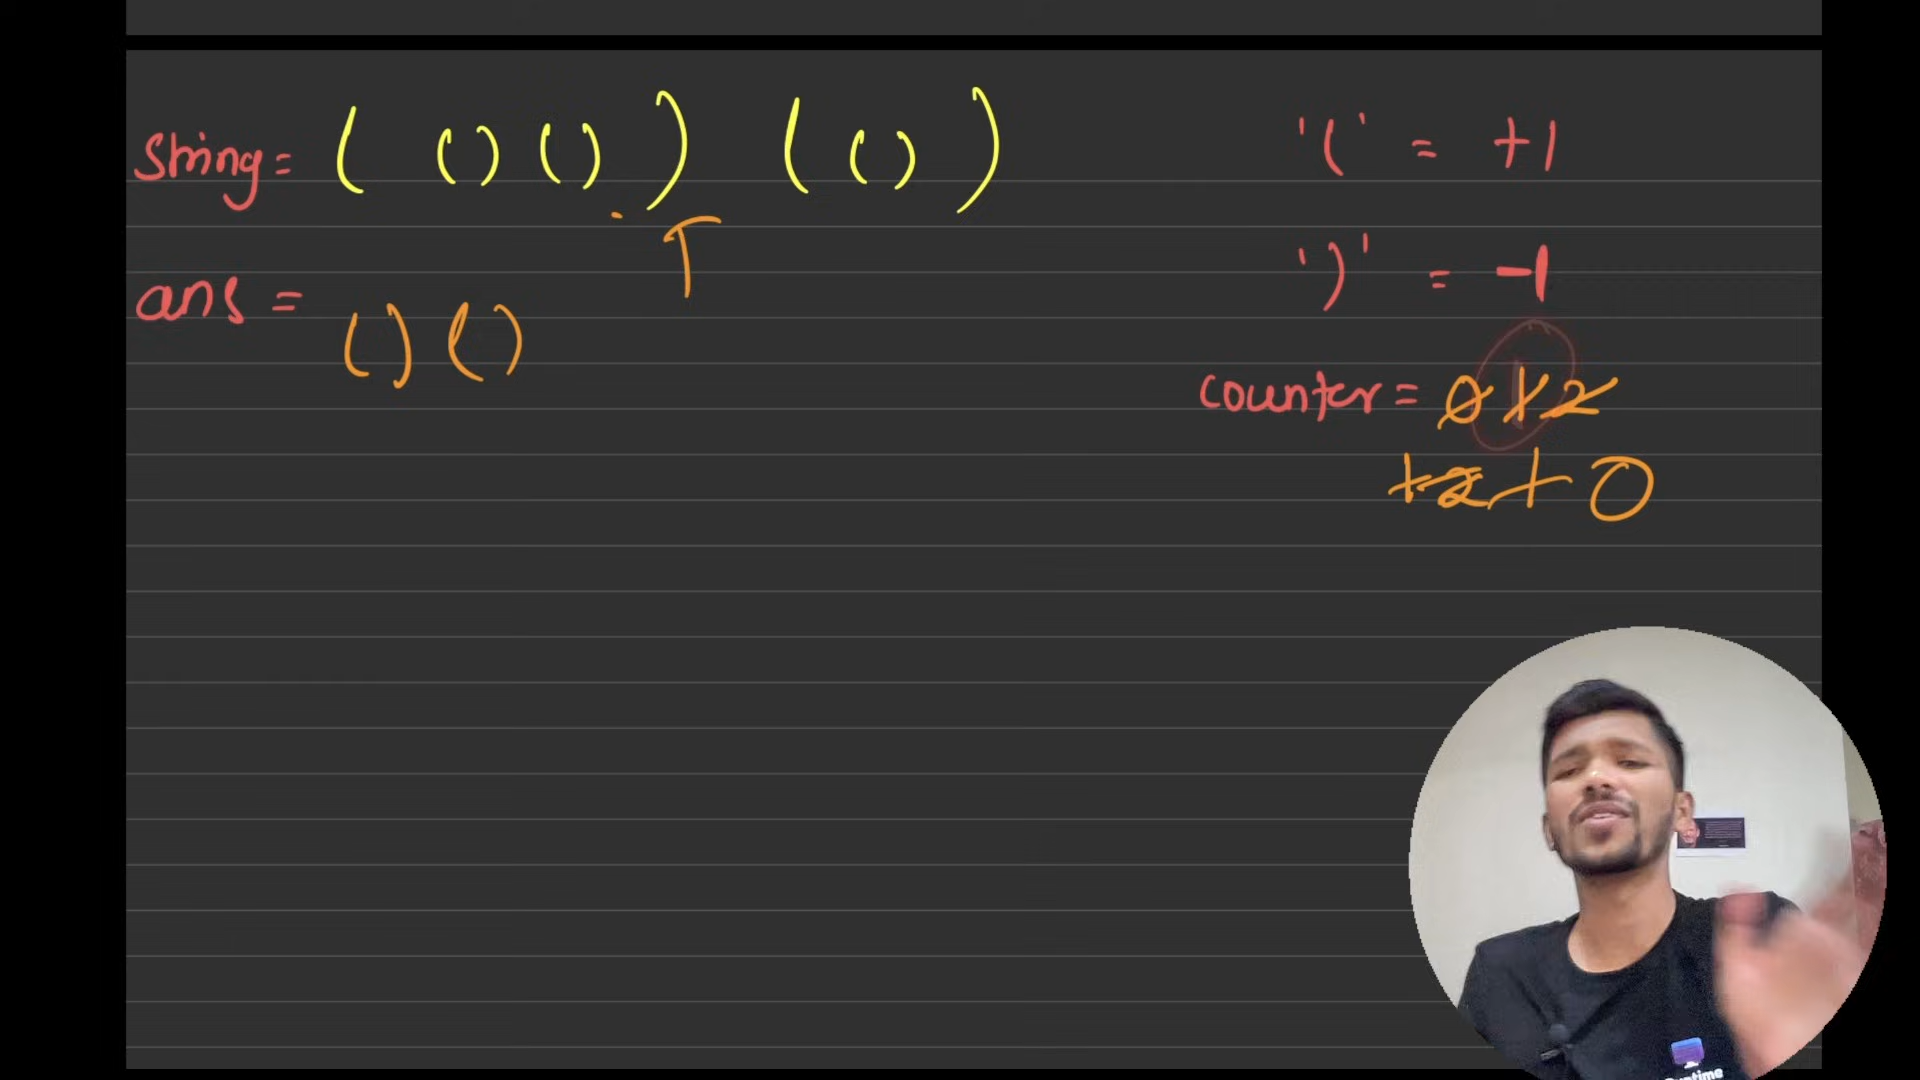 String = ( ( ) ( ) ) ( ( ) )
ans = ( ) ( )
'(' = +1
')' = -1
counter = 0 1 2
1 2 1 0